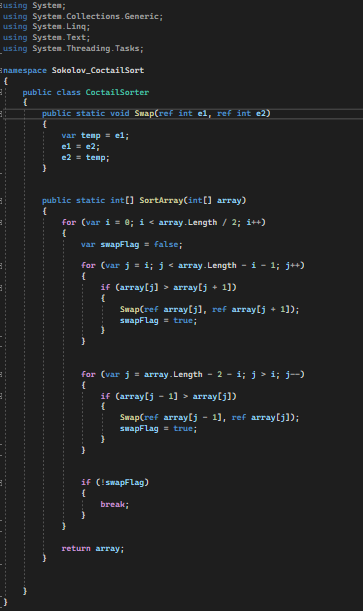 using System;
using System.Collections.Generic;
using System.Linq;
using System.Text;
using System.Threading.Tasks;
namespace Sokolov_CoctailSort
{
public class CoctailSorter
{
public static void Swap(ref int e1, ref int e2)
{
var temp = e1;
e1 = e2;
e2 = temp;
}
public static int[] SortArray(int[] array)
{
for (var i = 0; i < array.Length / 2; i++)
{
var swapFlag = false;
for (var j = i; j < array.Length - i - 1; j++)
{
if (array[j] > array[j + 1])
{
Swap(ref array[j], ref array[j + 1]);
swapFlag = true;
}
}
for (var j = array.Length - 2 - i; j > i; j--)
{
if (array[j - 1] > array[j])
{
Swap(ref array[j - 1], ref array[j]);
swapFlag = true;
}
}
if (!swapFlag)
{
break;
}
}
return array;
}
}
}